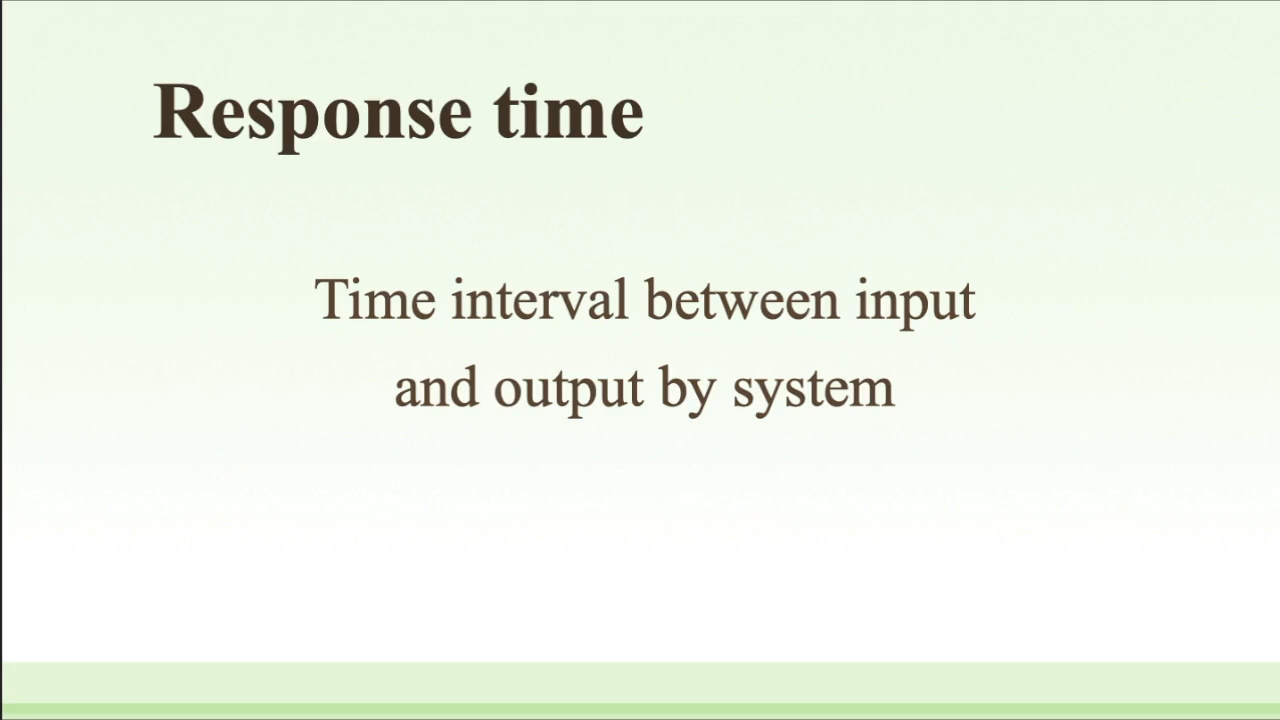 Response time
Time interval between input
and output by system